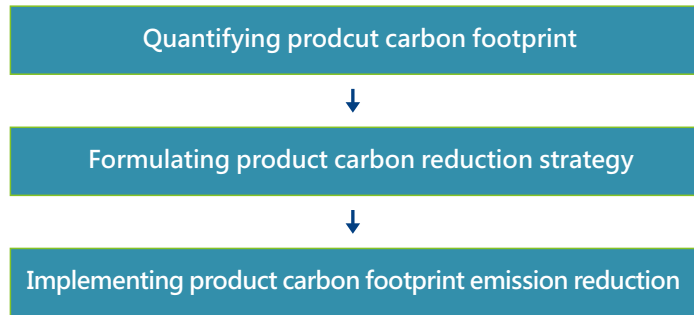 Quantifying prodcut carbon footprint
Formulating product carbon reduction strategy
Implementing product carbon footprint emission reduction